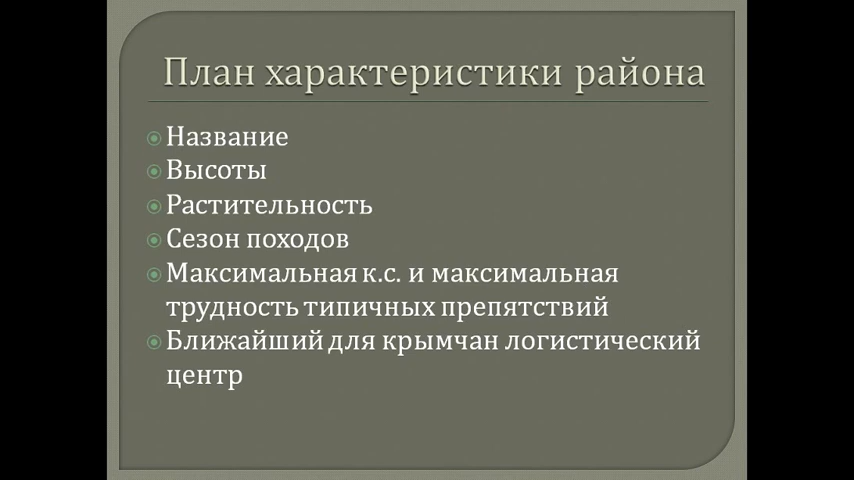 План характеристики района
Название
Высоты
Растительность
Сезон походов
Максимальная к.с. и максимальная
трудность типичных препятствий
Ближайший для крымчан логистический
центр